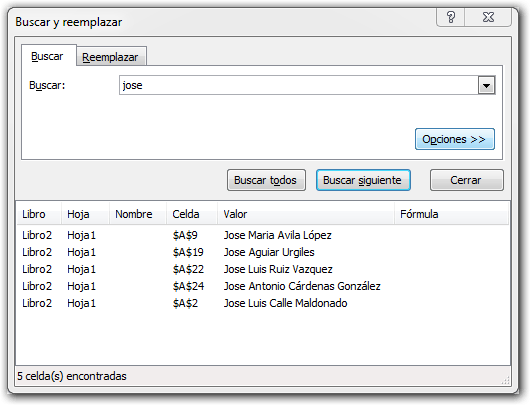 Buscar y reemplazar
Buscar Reemplazar
Buscar: jose
Opciones >>
Buscar todos Buscar siguiente Cerrar
Libro Hoja Nombre Celda Valor Fórmula
Libro2 Hoja1 $A$9 Jose Maria Avila López
Libro2 Hoja1 $A$19 Jose Aguiar Urgiles
Libro2 Hoja1 $A$22 Jose Luis Ruiz Vazquez
Libro2 Hoja1 $A$24 Jose Antonio Cárdenas González
Libro2 Hoja1 $A$2 Jose Luis Calle Maldonado
5 celda(s) encontradas